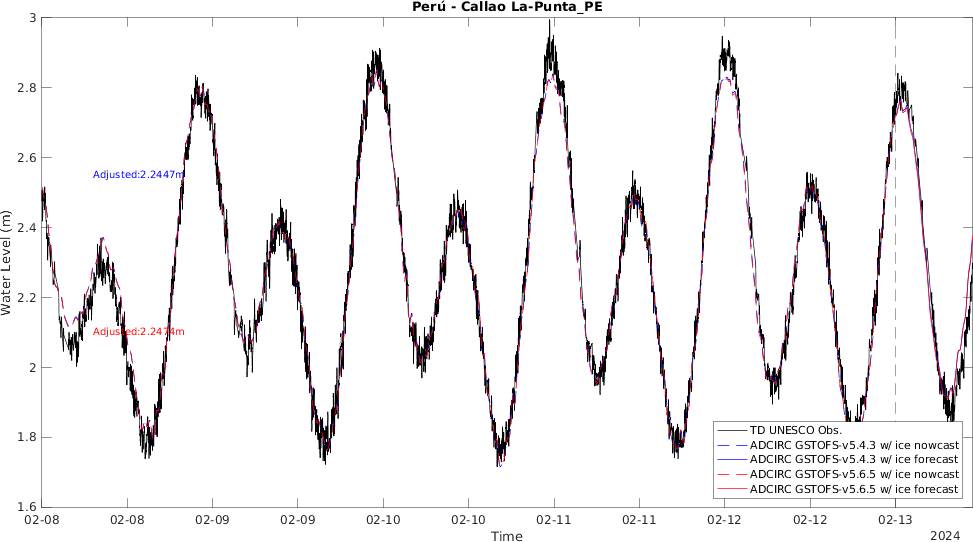 Perú - Callao La-Punta_PE
3
2.8
2.6
2.4
2.2
2
1.8
1.6
Water Level (m)
Adjusted:2.2447m
Adjusted:2.2474m
TD UNESCO Obs.
ADCIRC GSTOFS-v5.4.3 w/ ice nowcast
ADCIRC GSTOFS-v5.4.3 w/ ice forecast
ADCIRC GSTOFS-v5.6.5 w/ ice nowcast
ADCIRC GSTOFS-v5.6.5 w/ ice forecast
02-08 02-08 02-09 02-09 02-10 02-10 02-11 02-11 02-12 02-12 02-13
Time
2024